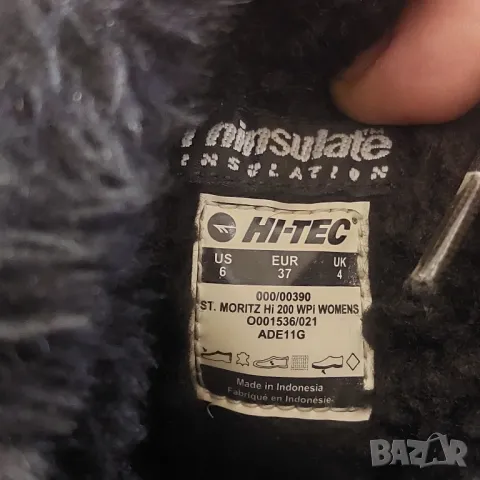 Thinsulate™
INSULATION
HI-TEC
US EUR UK
6 37 4
000/00390
ST. MORITZ Hi 200 WPi WOMENS
O001536/021
ADE11G
Made in Indonesia
Fabriqué en Indonésie
BAZAR